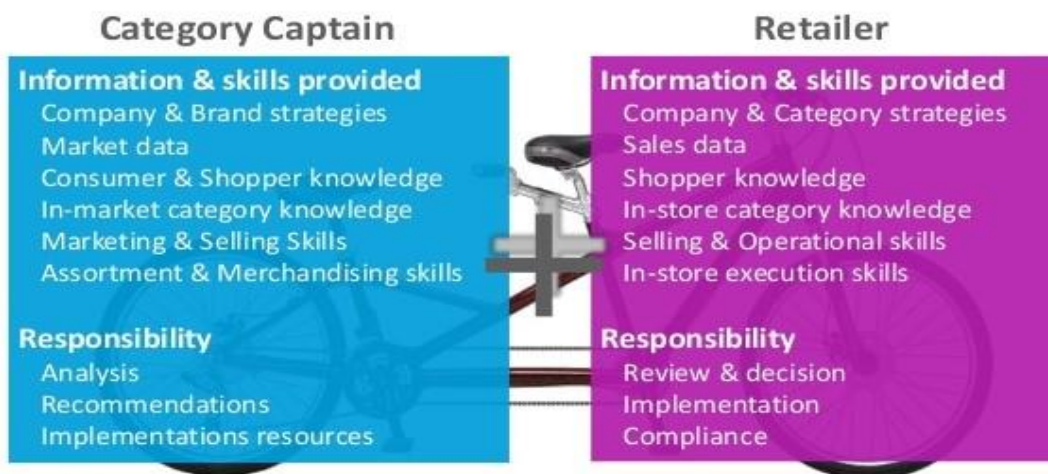 Category Captain
Information & skills provided
Company & Brand strategies
Market data
Consumer & Shopper knowledge
In-market category knowledge
Marketing & Selling Skills
Assortment & Merchandising skills
Responsibility
Analysis
Recommendations
Implementations resources
Retailer
Information & skills provided
Company & Category strategies
Sales data
Shopper knowledge
In-store category knowledge
Selling & Operational skills
In-store execution skills
Responsibility
Review & decision
Implementation
Compliance